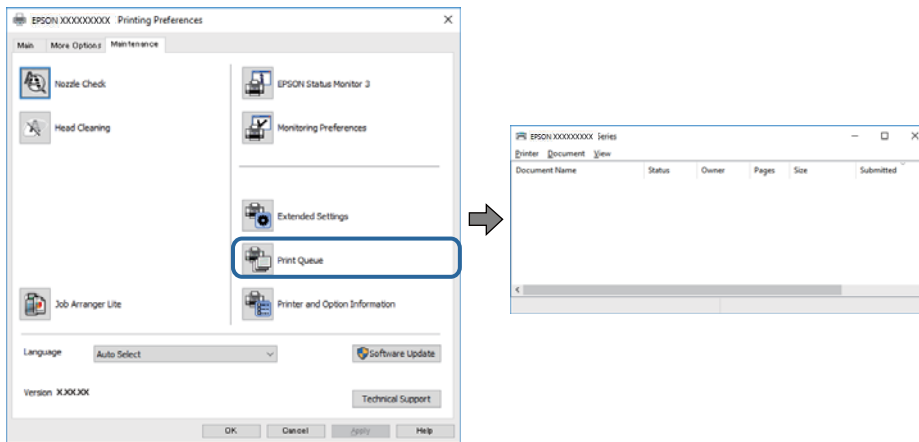 EPSON XXXXXXXXX Printing Preferences
Main More Options Maintenance
Nozzle Check
EPSON Status Monitor 3
Head Cleaning
Monitoring Preferences
Extended Settings
Print Queue
Job Arranger Lite
Printer and Option Information
Language Auto Select
Software Update
Version X.XX.XX
Technical Support
OK Cancel Apply Help
EPSON XXXXXXXXX Series
Printer Document View
Document Name Status Owner Pages Size Submitted